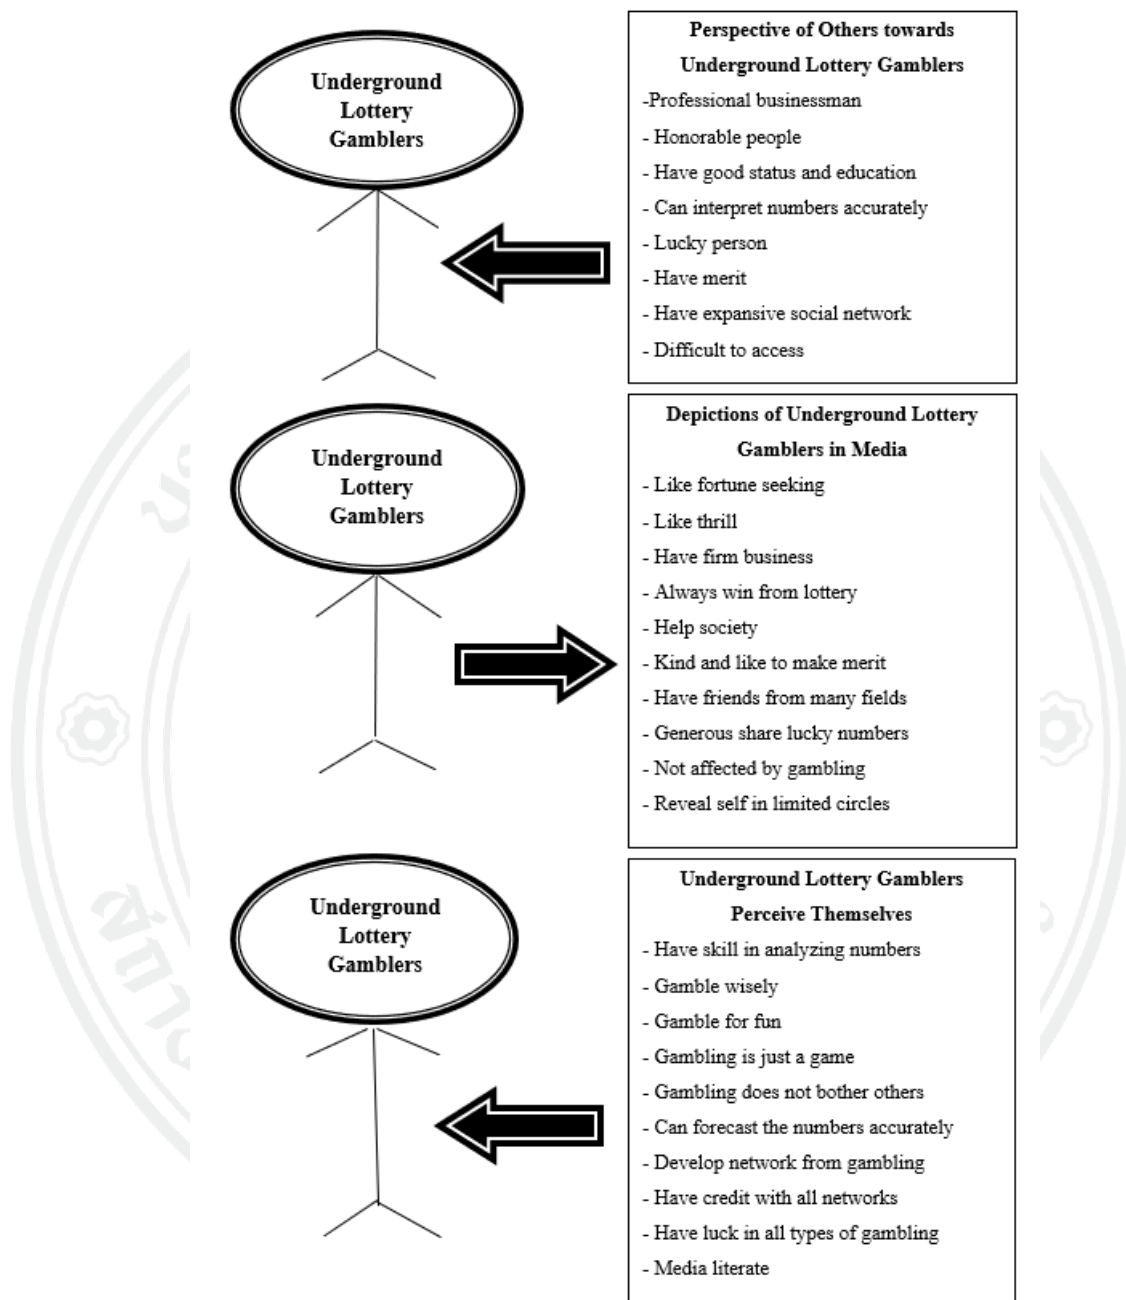 Underground
Lottery
Gamblers
Perspective of Others towards
Underground Lottery Gamblers
-Professional businessman
- Honorable people
- Have good status and education
- Can interpret numbers accurately
- Lucky person
- Have merit
- Have expansive social network
- Difficult to access
Underground
Lottery
Gamblers
Depictions of Underground Lottery
Gamblers in Media
- Like fortune seeking
- Like thrill
- Have firm business
- Always win from lottery
- Help society
- Kind and like to make merit
- Have friends from many fields
- Generous share lucky numbers
- Not affected by gambling
- Reveal self in limited circles
Underground
Lottery
Gamblers
Underground Lottery Gamblers
Perceive Themselves
- Have skill in analyzing numbers
- Gamble wisely
- Gamble for fun
- Gambling is just a game
- Gambling does not bother others
- Can forecast the numbers accurately
- Develop network from gambling
- Have credit with all networks
- Have luck in all types of gambling
- Media literate